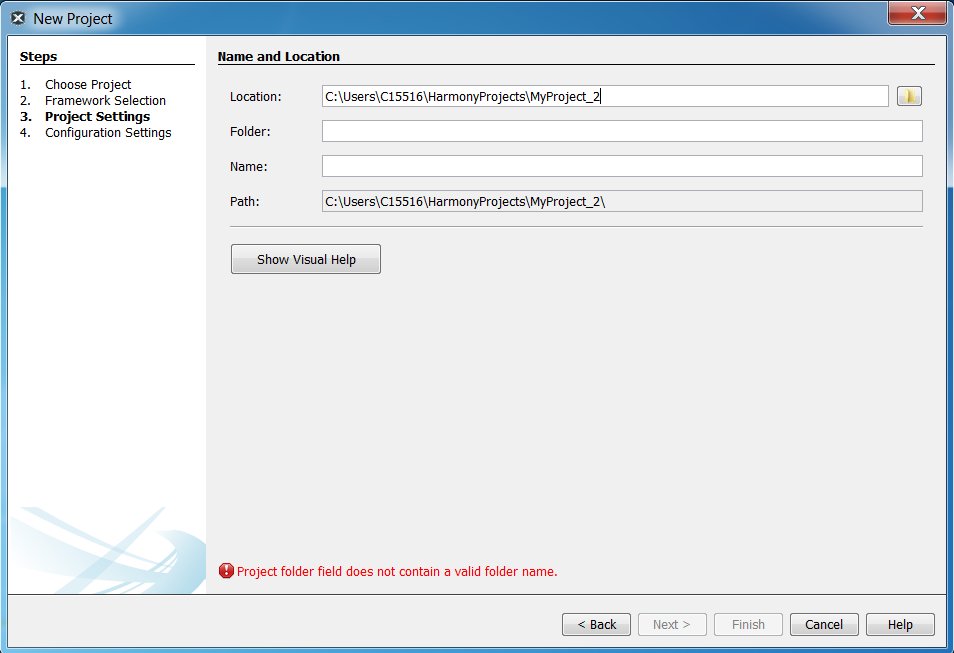 New Project
Steps
1. Choose Project
2. Framework Selection
3. Project Settings
4. Configuration Settings
Name and Location
Location: C:\Users\C15516\HarmonyProjects\MyProject_2
Folder:
Name:
Path: C:\Users\C15516\HarmonyProjects\MyProject_2\
Show Visual Help
Project folder field does not contain a valid folder name.
< Back Next > Finish Cancel Help